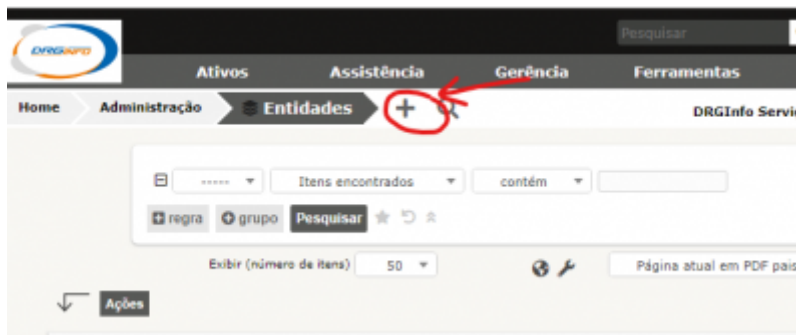 Pesquisar
DRGINFO
Ativos Assistência Gerência Ferramentas
Home Administração Entidades + DRGInfo Servi
----- Itens encontrados contém
regra grupo Pesquisar
Exibir (número de itens) 50 Página atual em PDF pais
Ações